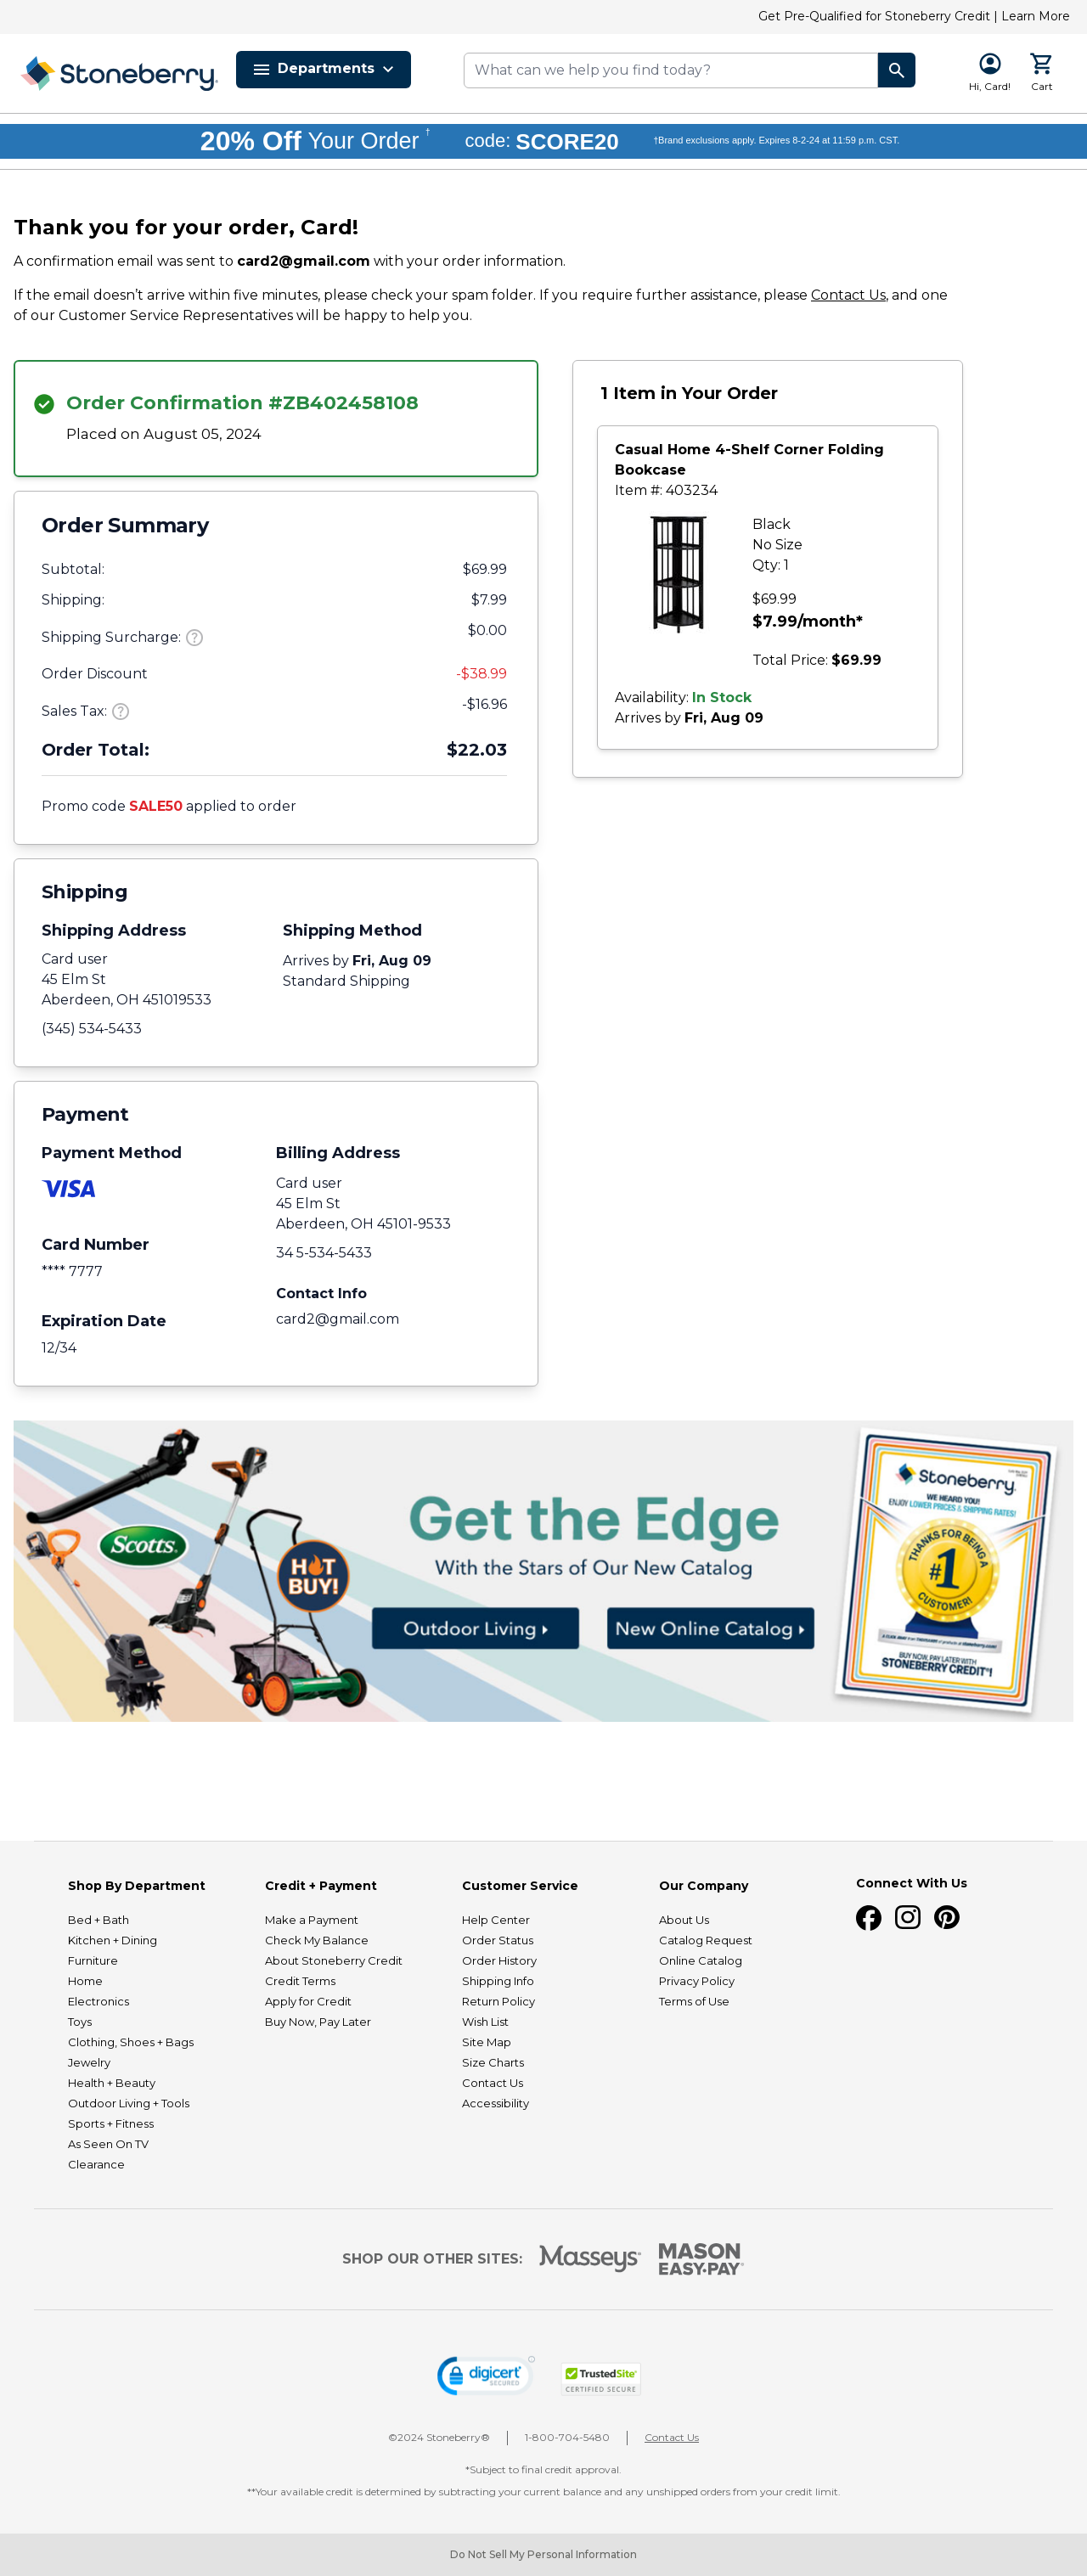 Get Pre-Qualified for Stoneberry Credit | Learn More
Stoneberry.
Departments
What can we help you find today?
Hi, Card!
Cart
20% Off Your Order †
code: SCORE20
†Brand exclusions apply. Expires 8-2-24 at 11:59 p.m. CST.
Thank you for your order, Card!
A confirmation email was sent to card2@gmail.com with your order information.
If the email doesn’t arrive within five minutes, please check your spam folder. If you require further assistance, please Contact Us, and one
of our Customer Service Representatives will be happy to help you.
Order Confirmation #ZB402458108
Placed on August 05, 2024
Order Summary
Subtotal: $69.99
Shipping: $7.99
Shipping Surcharge: ? $0.00
Order Discount -$38.99
Sales Tax: ? -$16.96
Order Total: $22.03
Promo code SALE50 applied to order
1 Item in Your Order
Casual Home 4-Shelf Corner Folding
Bookcase
Item #: 403234
Black
No Size
Qty: 1
$69.99
$7.99/month*
Total Price: $69.99
Availability: In Stock
Arrives by Fri, Aug 09
Shipping
Shipping Address
Card user
45 Elm St
Aberdeen, OH 451019533
(345) 534-5433
Shipping Method
Arrives by Fri, Aug 09
Standard Shipping
Payment
Payment Method
VISA
Card Number
**** 7777
Expiration Date
12/34
Billing Address
Card user
45 Elm St
Aberdeen, OH 45101-9533
34 5-534-5433
Contact Info
card2@gmail.com
Scotts
HOT
BUY!
Get the Edge
With the Stars of Our New Catalog
Outdoor Living
New Online Catalog
Stoneberry.
WE HEARD YOU!
ENJOY LOWER PRICES & SHIPPING RATES!
THANKS FOR BEING A
#1
CUSTOMER!
BUY NOW, PAY LATER WITH
STONEBERRY CREDIT*!
Shop By Department
Bed + Bath
Kitchen + Dining
Furniture
Home
Electronics
Toys
Clothing, Shoes + Bags
Jewelry
Health + Beauty
Outdoor Living + Tools
Sports + Fitness
As Seen On TV
Clearance
Credit + Payment
Make a Payment
Check My Balance
About Stoneberry Credit
Credit Terms
Apply for Credit
Buy Now, Pay Later
Customer Service
Help Center
Order Status
Order History
Shipping Info
Return Policy
Wish List
Site Map
Size Charts
Contact Us
Accessibility
Our Company
About Us
Catalog Request
Online Catalog
Privacy Policy
Terms of Use
Connect With Us
SHOP OUR OTHER SITES:
Masseys®
MASON
EASY•PAY®
digicert
SECURED
TrustedSite
CERTIFIED SECURE
©2024 Stoneberry® | 1-800-704-5480 | Contact Us
*Subject to final credit approval.
**Your available credit is determined by subtracting your current balance and any unshipped orders from your credit limit.
Do Not Sell My Personal Information